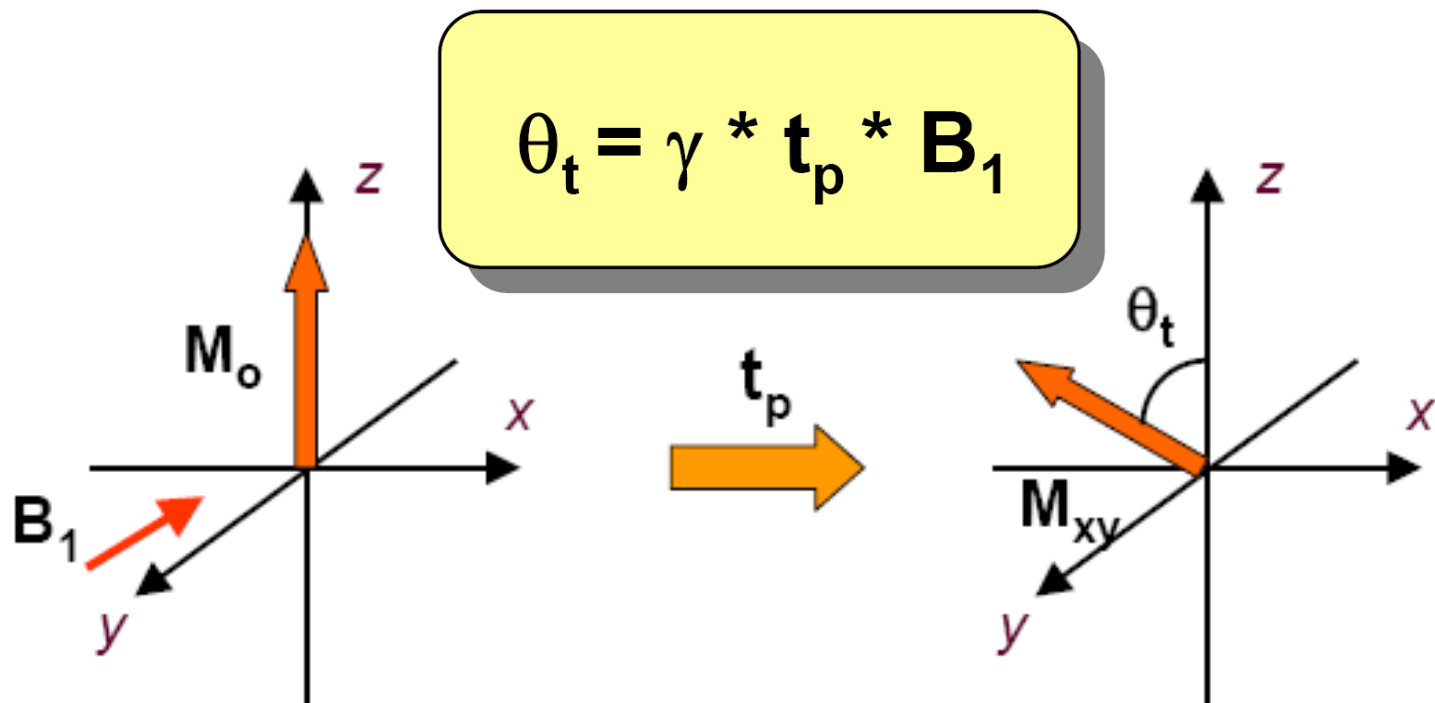 θt = γ * tp * B1
z
Mo
x
B1
y
tp
z
θt
x
Mxy
y